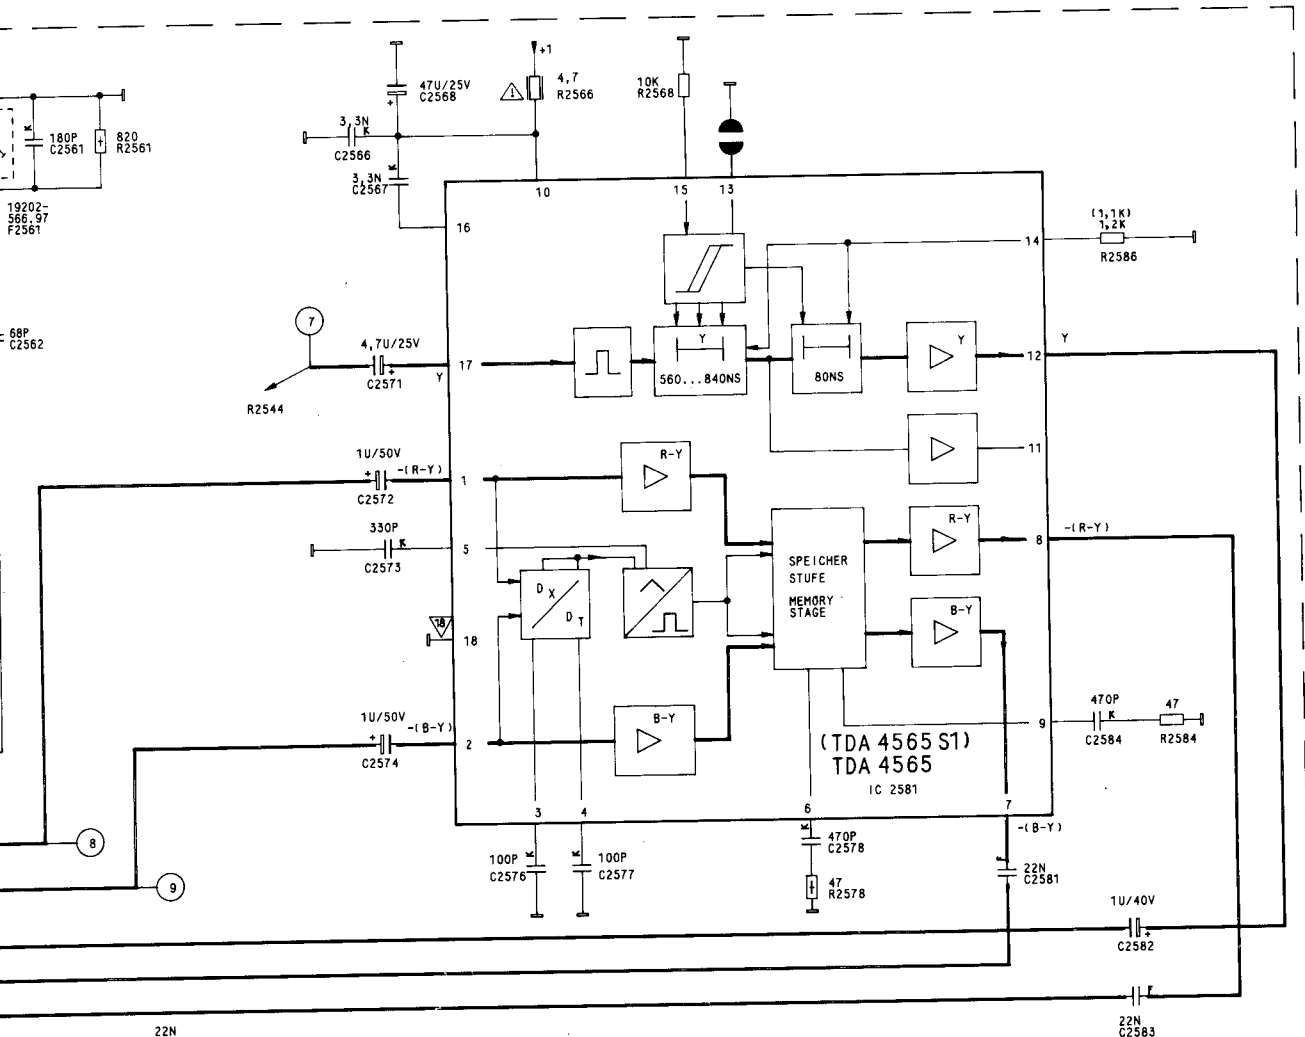 +1
47U/25V
C2568
4,7
R2566
10K
R2568
3,3N
K
C2566
K
3,3N
C2567
K
180P
C2561
820
R2561
19202-
566.97
F2561
68P
C2562
10
15
13
16
14
(1,1K)
1,2K
R2586
7
4,7U/25V
+
C2571
Y
17
R2544
Y
560...840NS
80NS
Y
12
Y
11
1U/50V
+
C2572
-(R-Y)
1
R-Y
330P
K
C2573
5
D X
D T
SPEICHER
STUFE
MEMORY
STAGE
R-Y
8
-(R-Y)
B-Y
18
18
1U/50V
+
C2574
-(B-Y)
2
B-Y
9
470P
K
C2584
47
R2584
(TDA 4565 S1)
TDA 4565
IC 2581
3
4
6
7
-(B-Y)
8
9
100P
C2576
K
K
100P
C2577
K
470P
C2578
47
R2578
F
22N
C2581
1U/40V
+
C2582
F
22N
C2583
22N